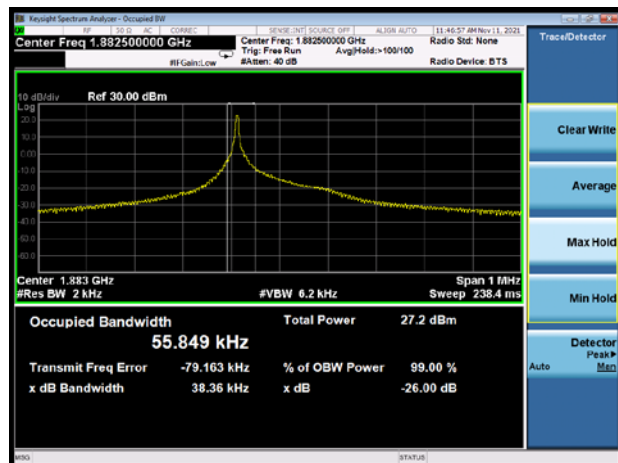 Keysight Spectrum Analyzer - Occupied BW
RF 50 Ω AC CORREC SENSE:INT SOURCE OFF ALIGN AUTO 11:46:57 AM Nov 11, 2021
Center Freq 1.882500000 GHz
Center Freq: 1.882500000 GHz
Radio Std: None
Trig: Free Run Avg|Hold:>100/100
#IFGain:Low #Atten: 40 dB Radio Device: BTS
Trace/Detector
10 dB/div Ref 30.00 dBm
Log
20.0
10.0
0.00
-10.0
-20.0
-30.0
-40.0
-50.0
-60.0
Center 1.883 GHz Span 1 MHz
#Res BW 2 kHz #VBW 6.2 kHz Sweep 238.4 ms
Clear Write
Average
Max Hold
Min Hold
Detector
Peak▶
Auto Man
Occupied Bandwidth Total Power 27.2 dBm
55.849 kHz
Transmit Freq Error -79.163 kHz % of OBW Power 99.00 %
x dB Bandwidth 38.36 kHz x dB -26.00 dB
MSG STATUS